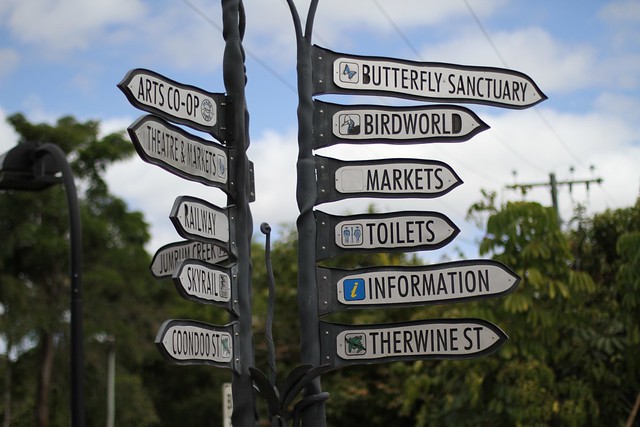 ARTS CO-OP
THEATRE & MARKETS
RAILWAY
JUMRUM CREEK
SKYRAIL
COONDOO ST
BUTTERFLY SANCTUARY
BIRDWORLD
MARKETS
TOILETS
i INFORMATION
THERWINE ST